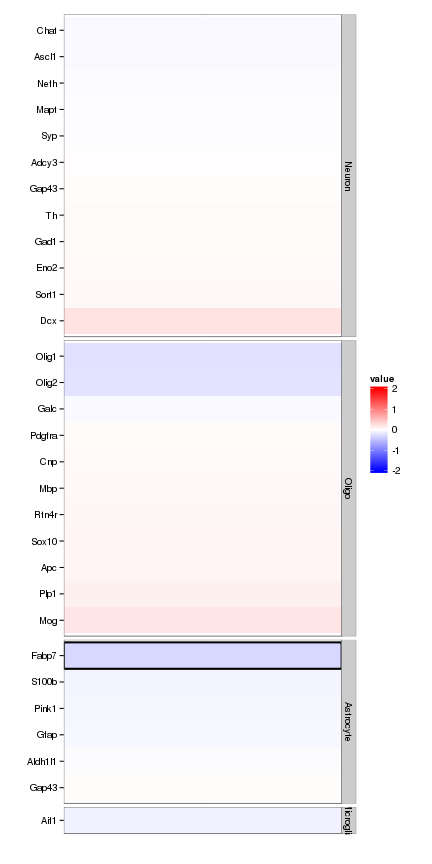 Chat
Ascl1
Nefh
Mapt
Syp
Adcy3
Gap43
Th
Gad1
Eno2
Sort1
Dcx
Neuron
Olig1
Olig2
Galc
Pdgfra
Cnp
Mbp
Rtn4r
Sox10
Apc
Plp1
Mog
Oligo
Fabp7
S100b
Pink1
Gfap
Aldh1l1
Gap43
Astrocyte
Aif1
icrogli
value
2
1
0
-1
-2